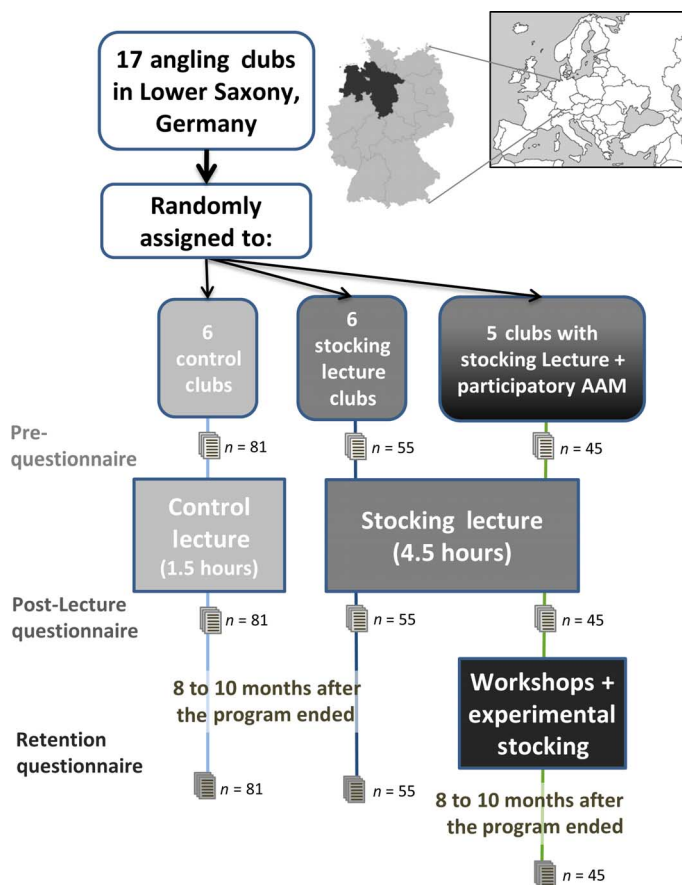 17 angling clubs
in Lower Saxony,
Germany
Randomly
assigned to:
6
control
clubs
6
stocking
lecture
clubs
5 clubs with
stocking Lecture +
participatory AAM
Pre-
questionnaire
n = 81
n = 55
n = 45
Control
lecture
(1.5 hours)
Stocking lecture
(4.5 hours)
Post-Lecture
questionnaire
n = 81
n = 55
n = 45
8 to 10 months after
the program ended
Workshops +
experimental
stocking
Retention
questionnaire
n = 81
n = 55
8 to 10 months after
the program ended
n = 45